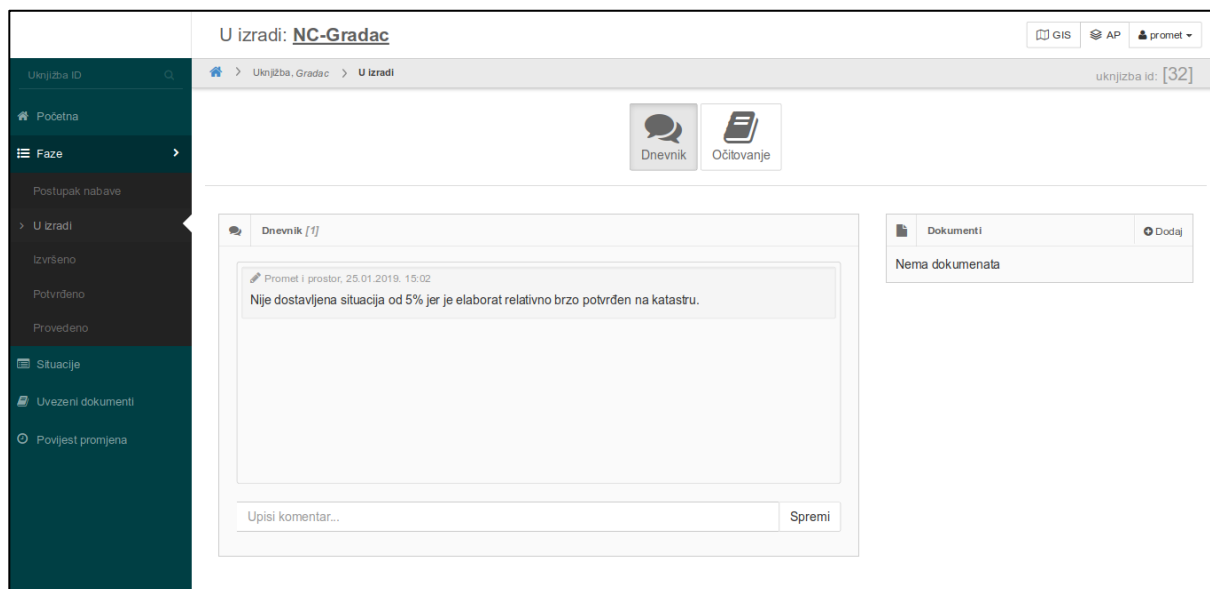 U izradi: NC-Gradac
GIS
AP
promet
Uknjižba ID
Uknjižba, Gradac > U izradi
uknjizba id: [32]
Početna
Faze
Postupak nabave
> U izradi
Izvršeno
Potvrđeno
Provedeno
Situacije
Uvezeni dokumenti
Povijest promjena
Dnevnik
Očitovanje
Dnevnik [1]
Promet i prostor, 25.01.2019. 15:02
Nije dostavljena situacija od 5% jer je elaborat relativno brzo potvrđen na katastru.
Upisi komentar...
Spremi
Dokumenti
Dodaj
Nema dokumenata